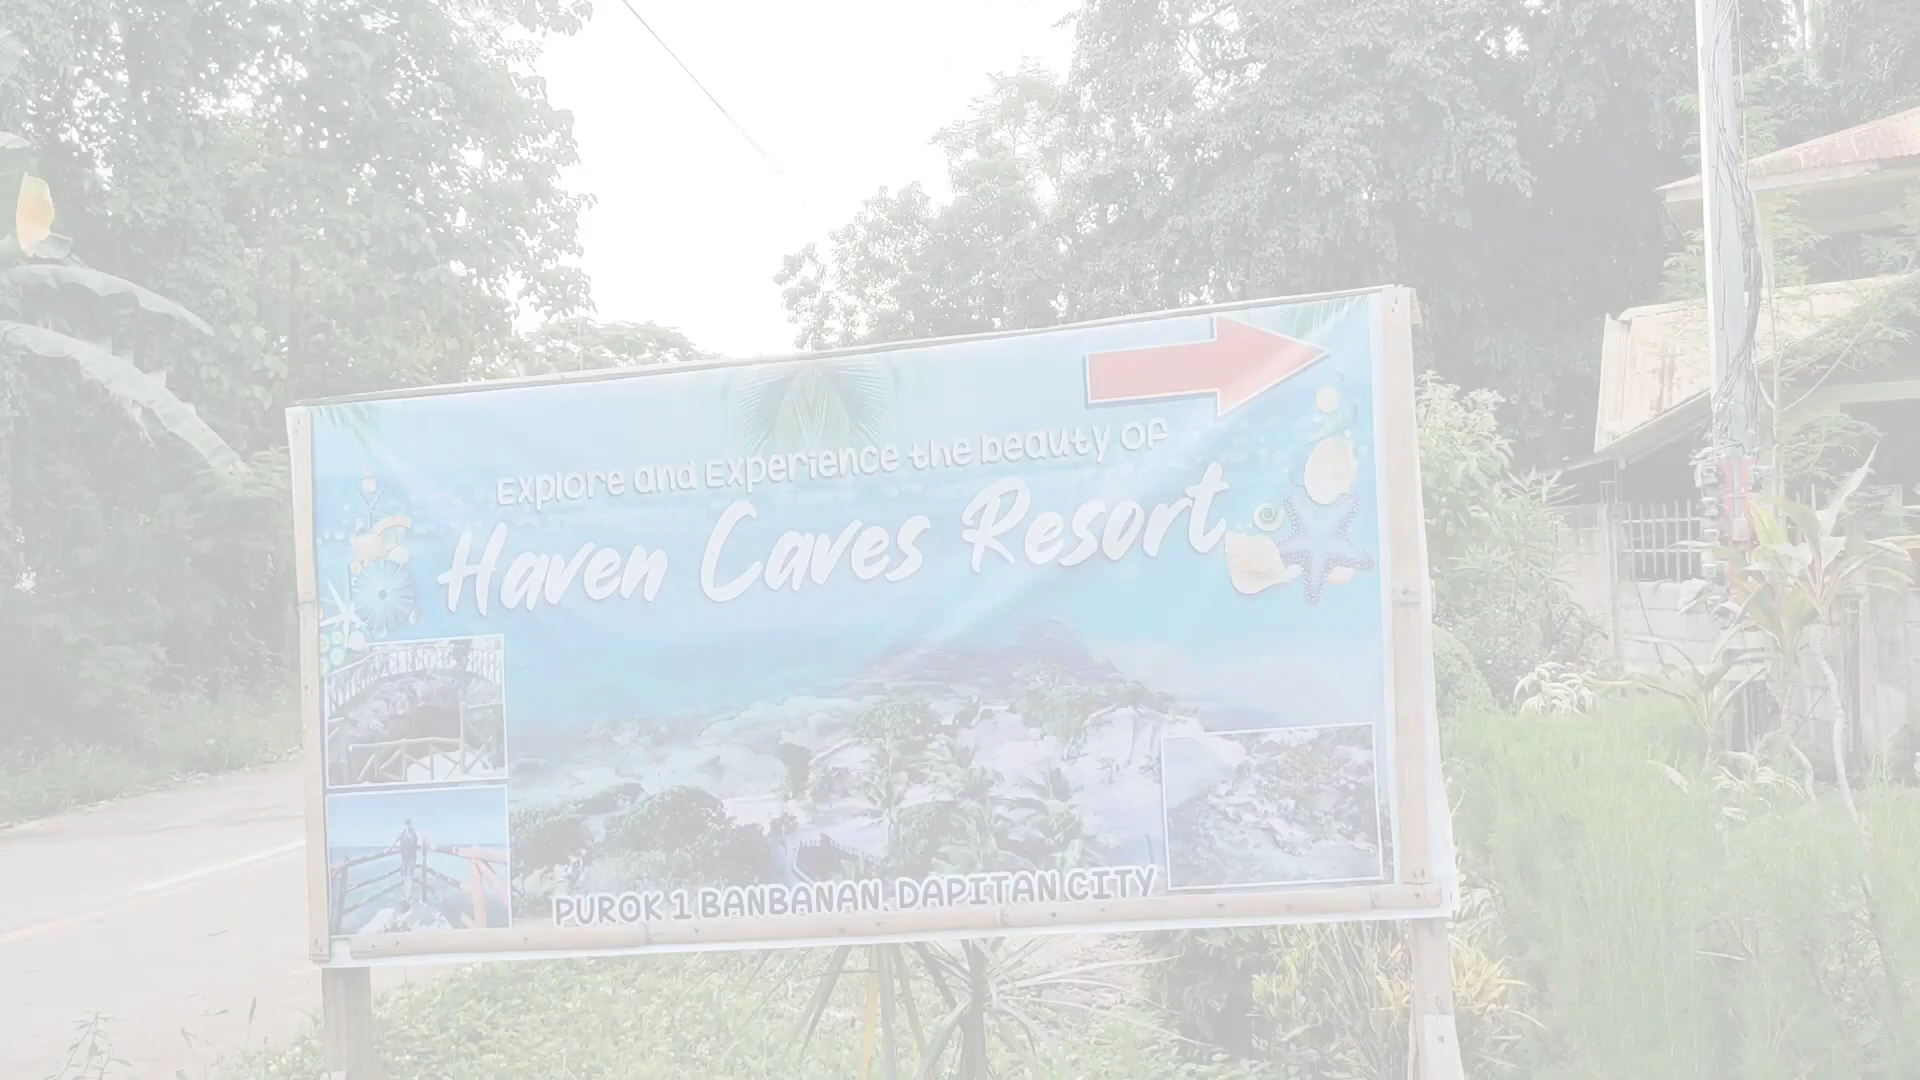 Explore and Experience the beauty of
Haven Caves Resort
PUROK 1 BANBANAN, DAPITAN CITY